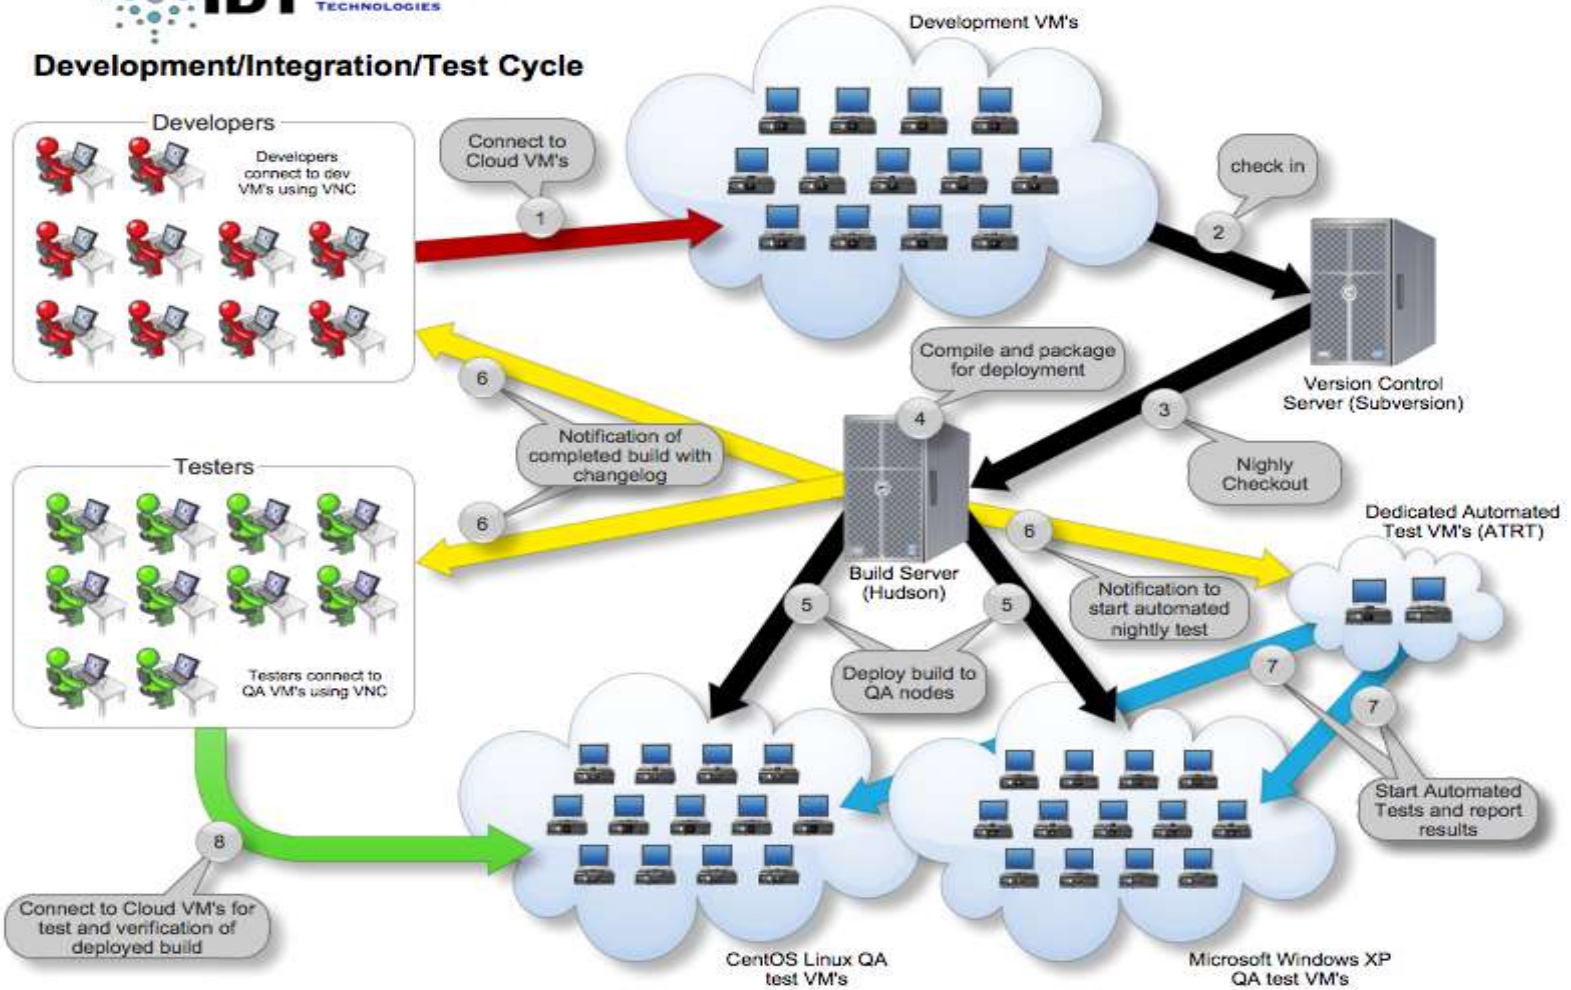 IDT
TECHNOLOGIES
Development/Integration/Test Cycle
Development VM's
Developers
Developers
connect to dev
VM's using VNC
Connect to
Cloud VM's
1
check in
2
Version Control
Server (Subversion)
3
Nighly
Checkout
Compile and package
for deployment
4
Build Server
(Hudson)
6
Notification of
completed build with
changelog
6
Testers
Testers connect to
QA VM's using VNC
6
Notification to
start automated
nightly test
Dedicated Automated
Test VM's (ATRT)
5
5
Deploy build to
QA nodes
7
7
Start Automated
Tests and report
results
8
Connect to Cloud VM's for
test and verification of
deployed build
CentOS Linux QA
test VM's
Microsoft Windows XP
QA test VM's